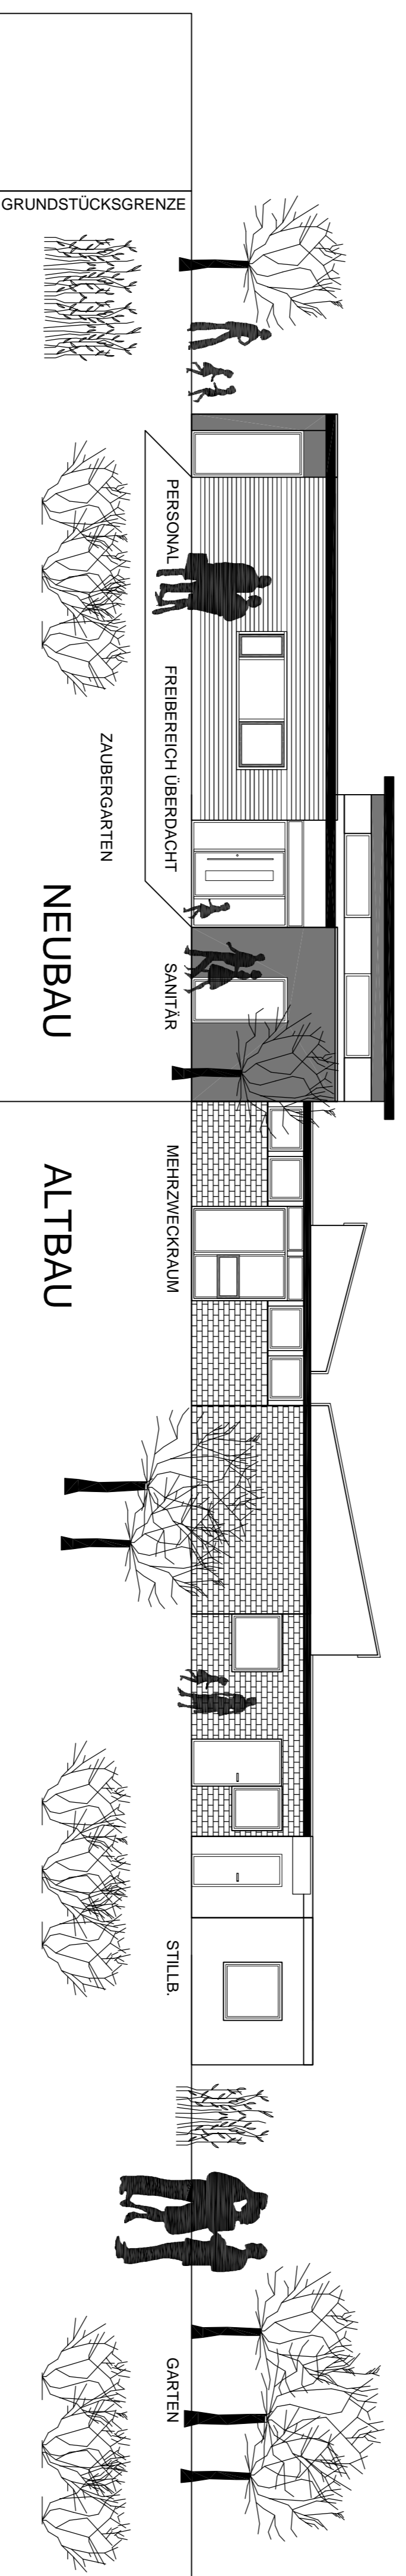 GRUNDSTÜCKSGRENZE
PERSONAL
FREIBEREICH ÜBERDACHT
ZAUBERGARTEN
SANITÄR
NEUBAU
ALTBAU
MEHRZWECKRAUM
STILLB.
GARTEN